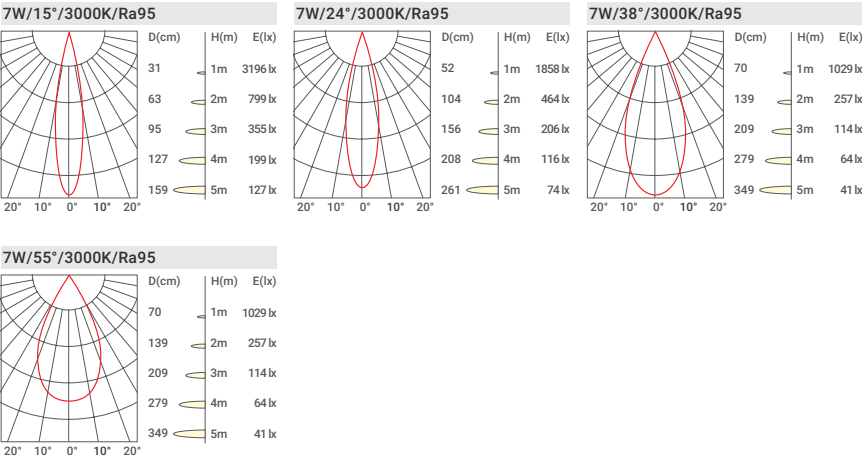 7W/15°/3000K/Ra95
D(cm) H(m) E(lx)
31 1m 3196 lx
63 2m 799 lx
95 3m 355 lx
127 4m 199 lx
159 5m 127 lx
20° 10° 0° 10° 20°
7W/24°/3000K/Ra95
D(cm) H(m) E(lx)
52 1m 1858 lx
104 2m 464 lx
156 3m 206 lx
208 4m 116 lx
261 5m 74 lx
20° 10° 0° 10° 20°
7W/38°/3000K/Ra95
D(cm) H(m) E(lx)
70 1m 1029 lx
139 2m 257 lx
209 3m 114 lx
279 4m 64 lx
349 5m 41 lx
20° 10° 0° 10° 20°
7W/55°/3000K/Ra95
D(cm) H(m) E(lx)
70 1m 1029 lx
139 2m 257 lx
209 3m 114 lx
279 4m 64 lx
349 5m 41 lx
20° 10° 0° 10° 20°